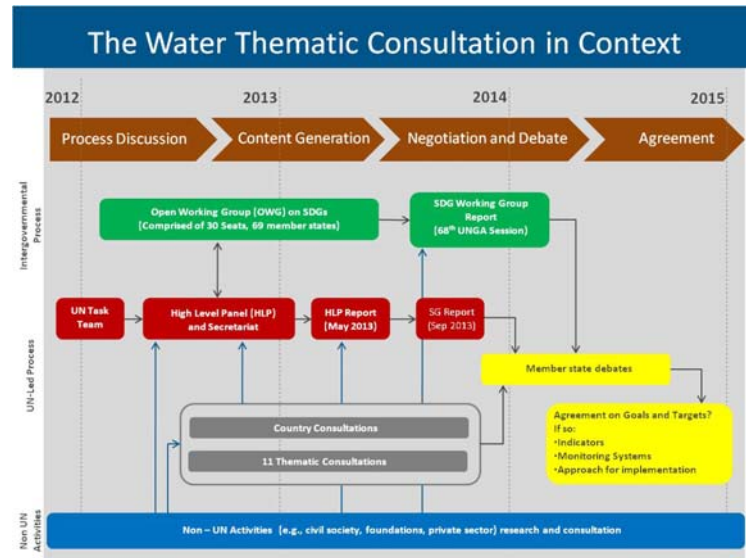 The Water Thematic Consultation in Context
2012
2013
2014
2015
Process Discussion
Content Generation
Negotiation and Debate
Agreement
Intergovernmental
Process
Open Working Group (OWG) on SDGs
(Comprised of 30 Seats, 69 member states)
SDG Working Group
Report
(68th UNGA Session)
UN-Led Process
UN Task
Team
High Level Panel (HLP)
and Secretariat
HLP Report
(May 2013)
SG Report
(Sep 2013)
Member state debates
Country Consultations
11 Thematic Consultations
Agreement on Goals and Targets?
If so:
•Indicators
•Monitoring Systems
•Approach for implementation
Non UN
Activities
Non – UN Activities (e.g., civil society, foundations, private sector) research and consultation